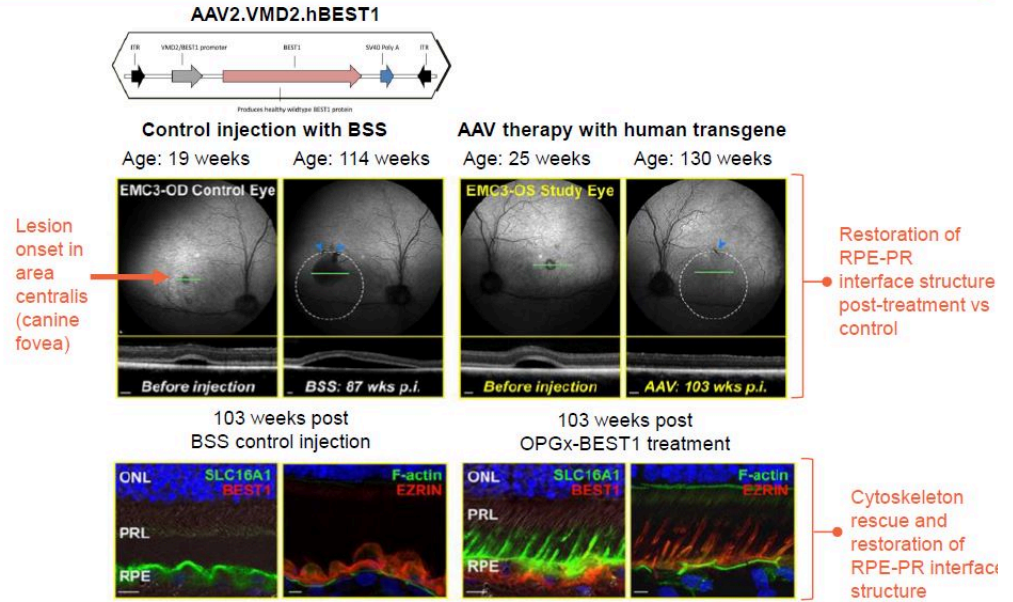 AAV2.VMD2.hBEST1
ITR
VMD2/BEST1 promoter
BEST1
SV40 Poly A
ITR
Produces healthy wildtype BEST1 protein
Control injection with BSS
AAV therapy with human transgene
Age: 19 weeks
Age: 114 weeks
Age: 25 weeks
Age: 130 weeks
EMC3-OD Control Eye
EMC3-OS Study Eye
Lesion
onset in
area
centralis
(canine
fovea)
Restoration of
RPE-PR
interface structure
post-treatment vs
control
Before injection
BSS: 87 wks p.i.
Before injection
AAV: 103 wks p.i.
103 weeks post
BSS control injection
103 weeks post
OPGx-BEST1 treatment
ONL
SLC16A1
BEST1
PRL
RPE
F-actin
EZRIN
ONL
SLC16A1
BEST1
PRL
RPE
F-actin
EZRIN
Cytoskeleton
rescue and
restoration of
RPE-PR interface
structure